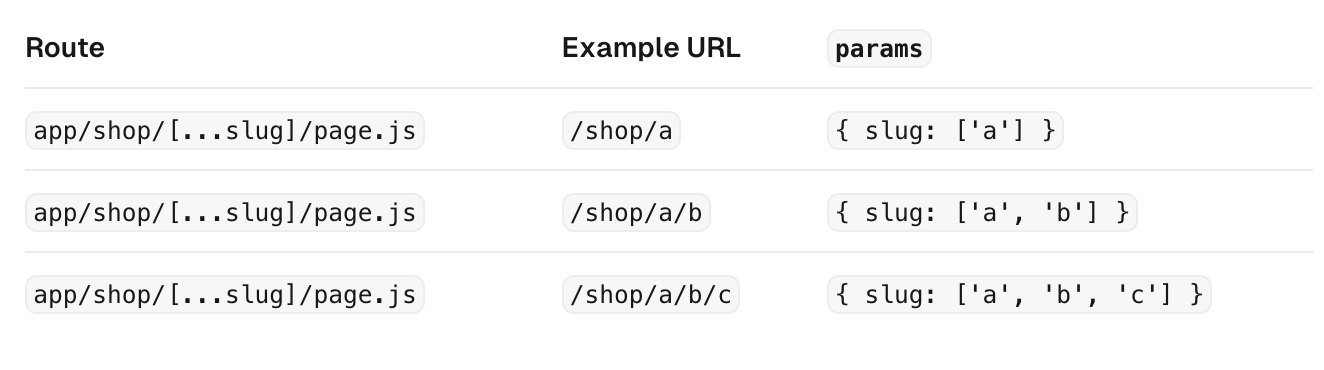 Route Example URL params
app/shop/[...slug]/page.js /shop/a { slug: ['a'] }
app/shop/[...slug]/page.js /shop/a/b { slug: ['a', 'b'] }
app/shop/[...slug]/page.js /shop/a/b/c { slug: ['a', 'b', 'c'] }